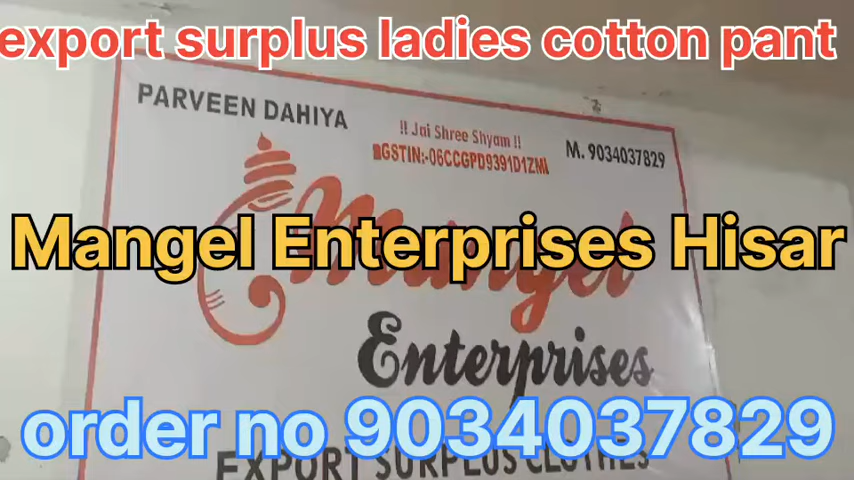 export surplus ladies cotton pant
PARVEEN DAHIYA
!! Jai Shree Shyam !!
GSTIN:-06CCGPD9391D1ZM
M. 9034037829
Mangel Enterprises Hisar
Mangel
Enterprises
order no 9034037829
EXPORT SURPLUS CLOTHES